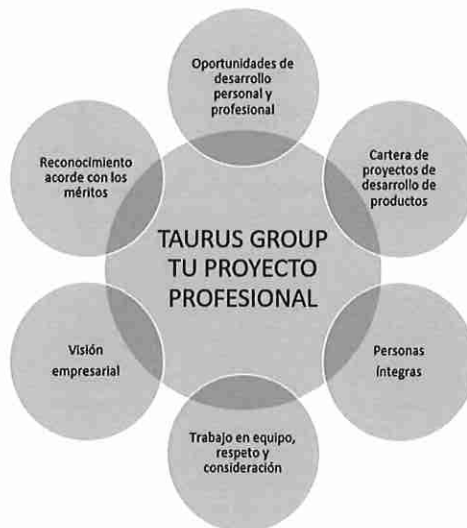 Oportunidades de
desarrollo
personal y
profesional
Reconocimiento
acorde con los
méritos
Cartera de
proyectos de
desarrollo de
productos
TAURUS GROUP
TU PROYECTO
PROFESIONAL
Visión
empresarial
Personas
íntegras
Trabajo en equipo,
respeto y
consideración